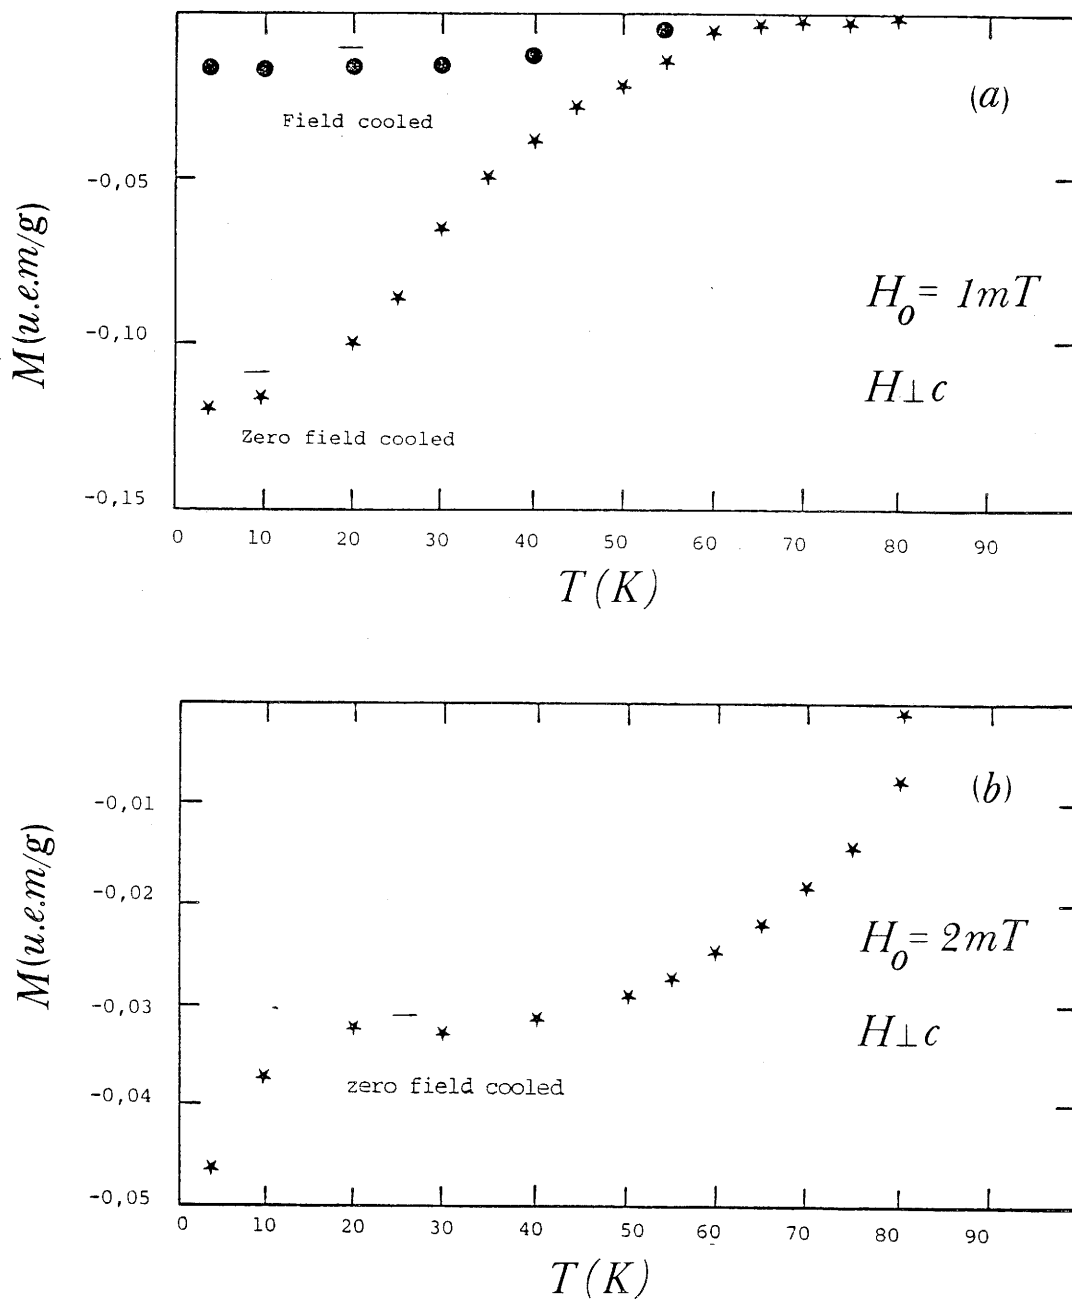 (a)
Field cooled
-0,05
M(u.e.m/g)
H₀= 1mT
-0,10
H⊥c
Zero field cooled
-0,15
0 10 20 30 40 50 60 70 80 90
T(K)
(b)
-0,01
-0,02
M(u.e.m/g)
H₀= 2mT
-0,03
H⊥c
zero field cooled
-0,04
-0,05
0 10 20 30 40 50 60 70 80 90
T(K)